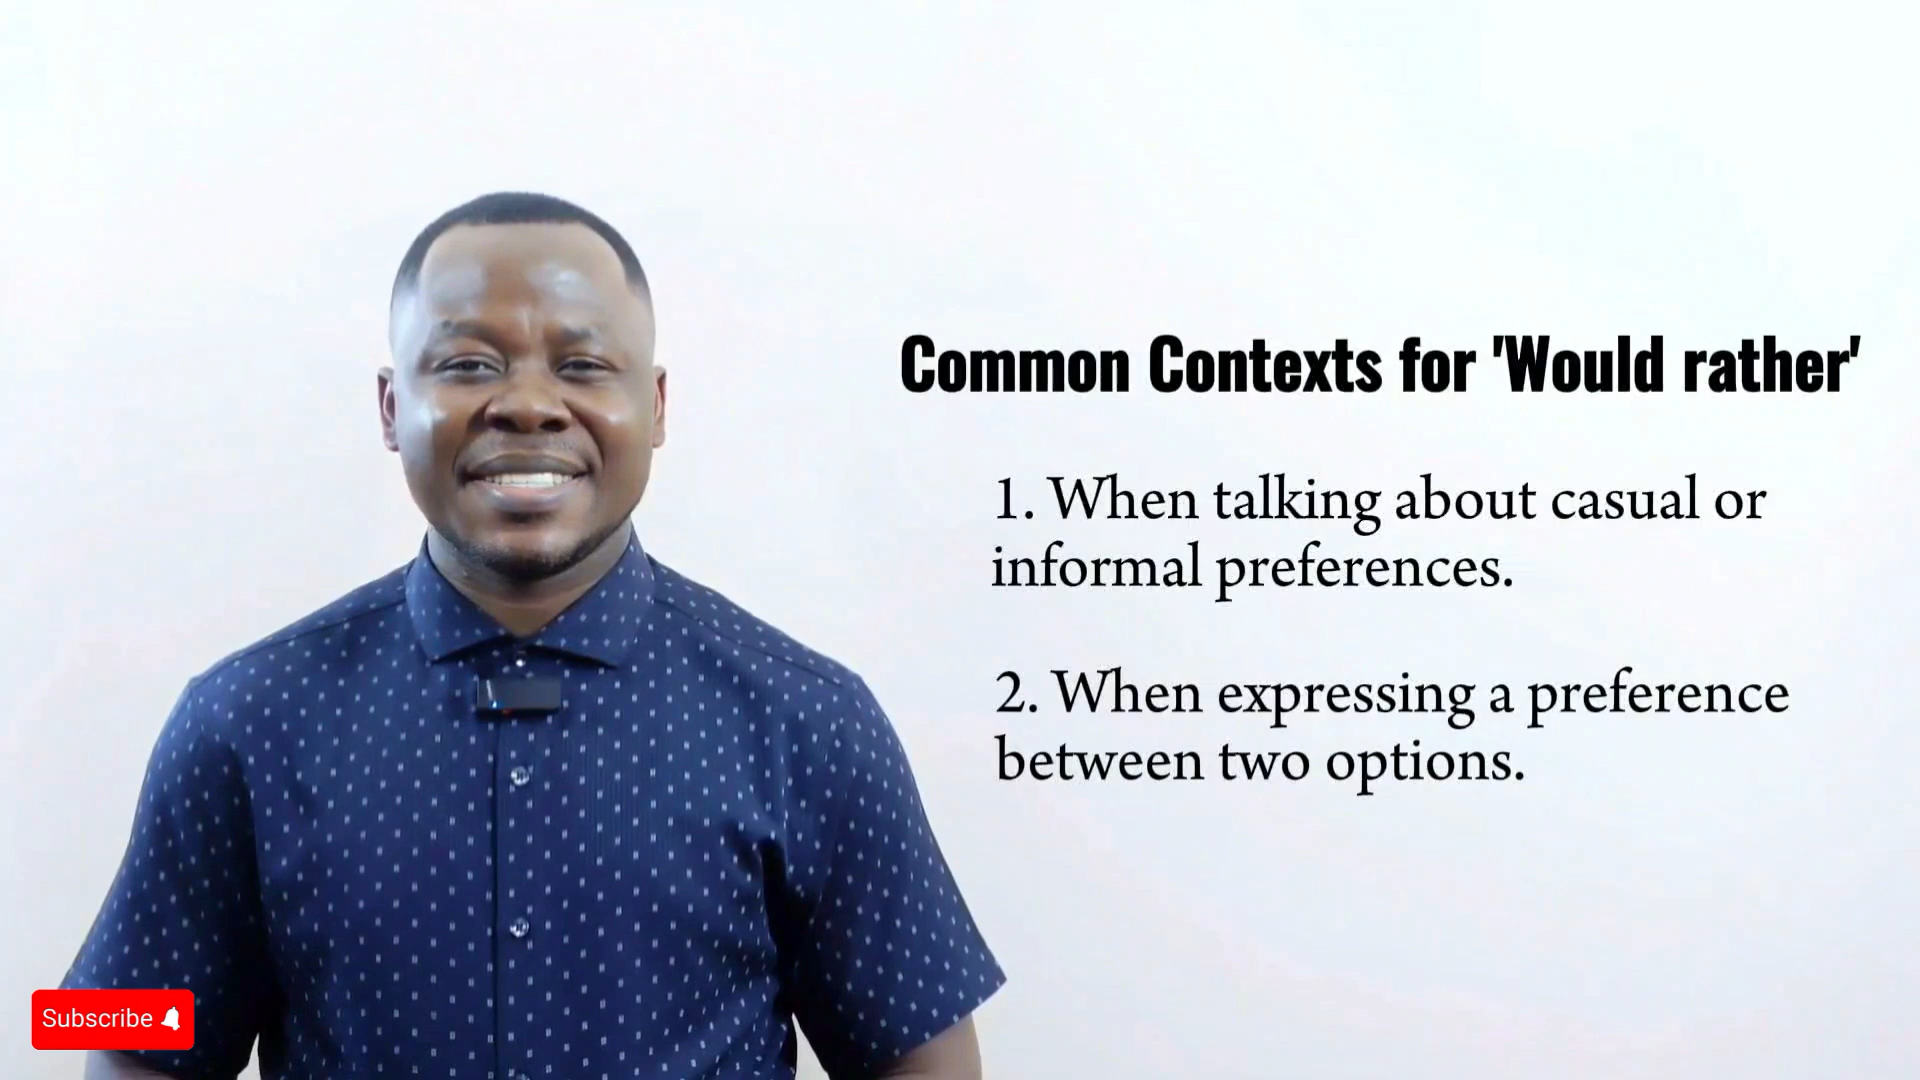 Common Contexts for 'Would rather'
1. When talking about casual or
informal preferences.
2. When expressing a preference
between two options.
Subscribe